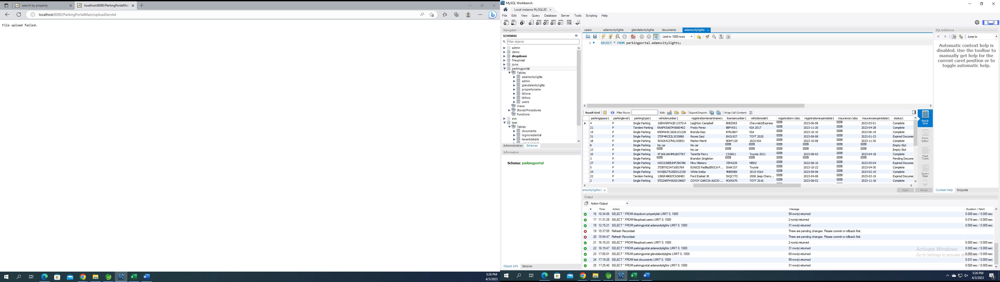 search by property
localhost:8080/ParkingPortalMai
localhost:8080/ParkingPortalMain/uploadServlet
File upload failed.
5:26 PM
4/3/2023
MySQL Workbench
Local instance MySQL80
File Edit View Query Database Server Tools Scripting Help
Navigator
SCHEMAS
Filter objects
admin
demo
dropdown
fileupload
joins
parkingportal
Tables
adamscitylights
admin
glendalecitylights
propertyname
tblone
tbltwo
users
Views
Stored Procedures
Functions
sys
test
Tables
documents
logincredential
tenantdetails
Administration Schemas
Information
Schema: parkingportal
Object Info Session
users adamscitylights glendalecitylights documents adamscitylights
Limit to 1000 rows
1 SELECT * FROM parkingportal.adamscitylights;
Result Grid Filter Rows: Edit: Export/Import: Wrap Cell Content:
parkingspace1 parkinglevel1 parkingtype1 vehiclenumber1 registrationtenantname1 licensenumber1 vehiclemodel1 registrationv1doc registrationexpiredate1 insurancev1doc insuranceexpiredate1 status1
4 P Single Parking 1GBWGRFA2E1157514 Leighton Campbell 8NEZ065 Chevrolet/Express NULL 2023-06-08 NULL 2023-03-01 Complete
21 P Tandem Parking KNAFK5A87H5680402 Fredy Perez 8BFV651 KIA 2017 NULL 2023-11-20 NULL 2023-04-28 Complete
15 P Single Parking KNDMA5C16G6151228 Brenda Diaz 8YRU867 KIA NULL 2023-10-10 NULL 2023-06-19 Complete
31 P Single Parking JTDP4RCE2LJ035880 Reyes Saul 8XOL927 TOYT 2020 NULL 2023-08-08 NULL 2022-01-23 Expired Documer
18 P Single Parking 5XXG64J27NG155851 Marlon Martir 9DMY120 2022 KIA NULL 2023-10-08 NULL 2023-11-30 Complete
8 P Single Parking No car No car NULL NULL NULL NULL NULL NULL Empty Slot
13 P Single Parking NULL No car NULL NULL NULL NULL NULL NULL Empty Slot
10 P Single Parking 4T1K61AK4MU607767 Tanette Perry C536G1 Toyota 2021 NULL 2023-08-02 NULL 2023-04-18 Complete
3 P Single Parking NULL Brandon Singleton NULL NULL NULL NULL NULL NULL Pending Docume
27 P Single Parking WDC0J6EB2HF290786 Mira Villatoro 7ZPA529 MERZ NULL 2022-08-10 NULL 2023-05-04 Expired Documer
5 P Single Parking JTDBT923471083769 EUNICE Padilla/ERICA P... 5XAK157 Toyota NULL 2023-10-22 NULL 2023-04-30 Complete
24 P Single Parking WVGBG77L85D012339 White Ineka 4NEKNEK 2015 VOLK NULL 2023-09-08 NULL 2023-02-19 Complete
22 P Tandem Parking 1J8GR48K87C638483 Ford Ezekiel JR 5XQC772 2008 Jeep Chero... NULL 2023-04-08 NULL 2023-03-19 Expired Documer
2 P Single Parking 5TDZARFH5GS019687 COYOY GARCIA ALEJO ... 9CKN570 TOYT 2016 NULL 2023-08-02 NULL 2023-11-18 Complete
Result Grid
Form Editor
Field Types
Query Stats
amscitylights1
Apply Revert
Output
Action Output
# Time Action Message Duration / Fetch
16 10:34:06 SELECT * FROM dropdown.propertylist LIMIT 0, 1000 99 row(s) returned 0.000 sec / 0.000 sec
17 11:31:28 SELECT * FROM fileupload.users LIMIT 0, 1000 2 row(s) returned 0.016 sec / 0.000 sec
18 12:15:21 SELECT * FROM parkingportal.adamscitylights LIMIT 0, 1000 31 row(s) returned 0.000 sec / 0.000 sec
19 15:37:05 Refresh Recordset There are pending changes. Please commit or rollback first.
20 15:54:47 Refresh Recordset There are pending changes. Please commit or rollback first.
21 16:15:23 SELECT * FROM fileupload.users LIMIT 0, 1000 2 row(s) returned 0.000 sec / 0.000 sec
22 16:19:47 SELECT * FROM parkingportal.adamscitylights LIMIT 0, 1000 31 row(s) returned 0.000 sec / 0.000 sec
23 17:05:01 SELECT * FROM parkingportal.glendalecitylights LIMIT 0, 1000 68 row(s) returned 0.000 sec / 0.000 sec
24 17:19:28 SELECT * FROM test.documents LIMIT 0, 1000 99 row(s) returned 0.031 sec / 0.000 sec
25 17:25:40 SELECT * FROM parkingportal.adamscitylights LIMIT 0, 1000 31 row(s) returned 0.000 sec / 0.000 sec
SQLAdditions
Jump to
Automatic context help is
disabled. Use the toolbar to
manually get help for the
current caret position or to
toggle automatic help.
Context Help Snippets
Activate Windows
Go to Settings to activate Windows.
5:26 PM
4/3/2023